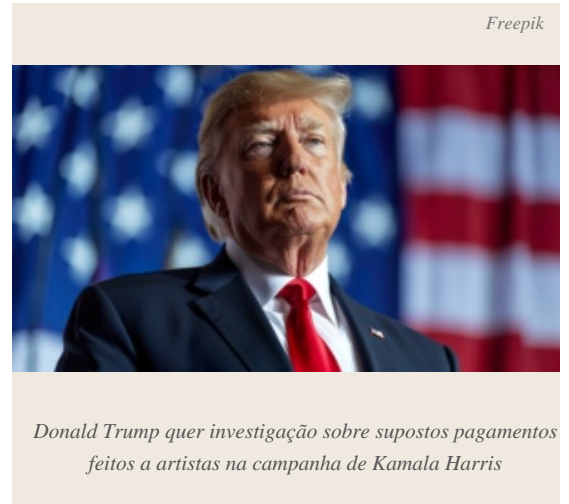 Freepik
Donald Trump quer investigação sobre supostos pagamentos
feitos a artistas na campanha de Kamala Harris